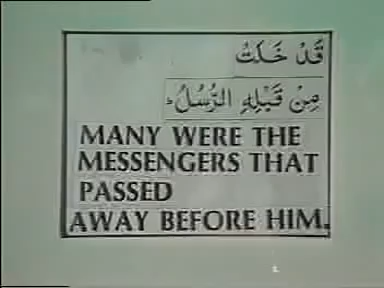 قَدْ خَلَتْ
مِنْ قَبْلِهِ الرُّسُلُ ط
MANY WERE THE
MESSENGERS THAT
PASSED
AWAY BEFORE HIM.